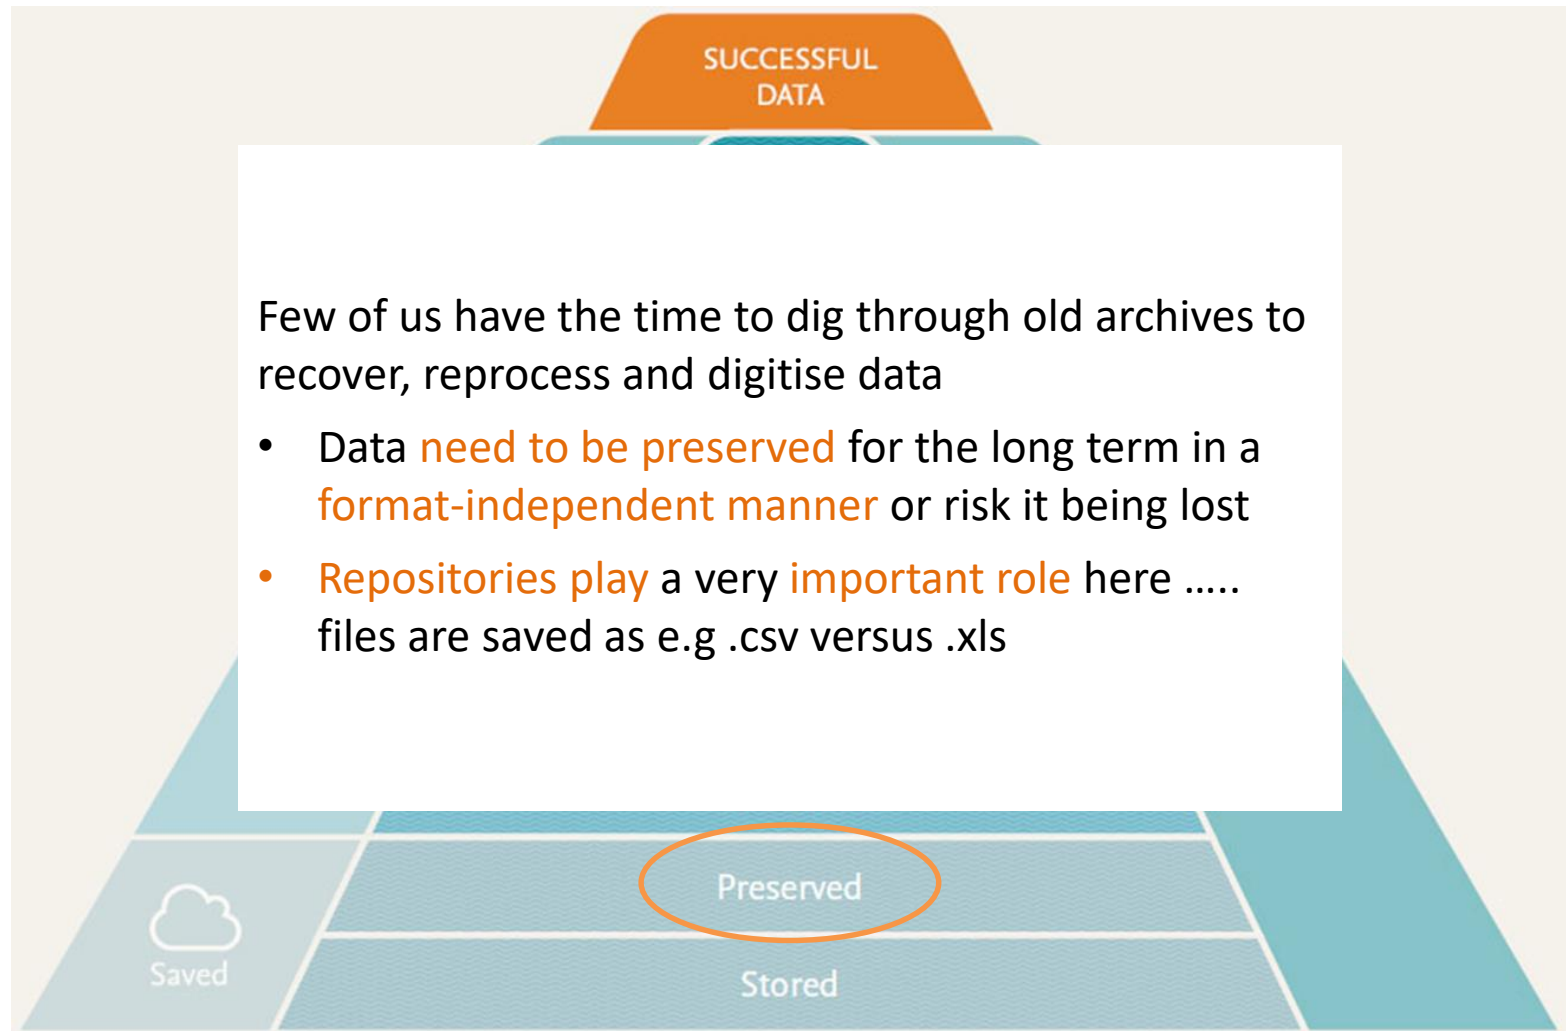 SUCCESSFUL
DATA
Few of us have the time to dig through old archives to
recover, reprocess and digitise data
• Data need to be preserved for the long term in a
format-independent manner or risk it being lost
• Repositories play a very important role here .....
files are saved as e.g .csv versus .xls
Preserved
Saved
Stored